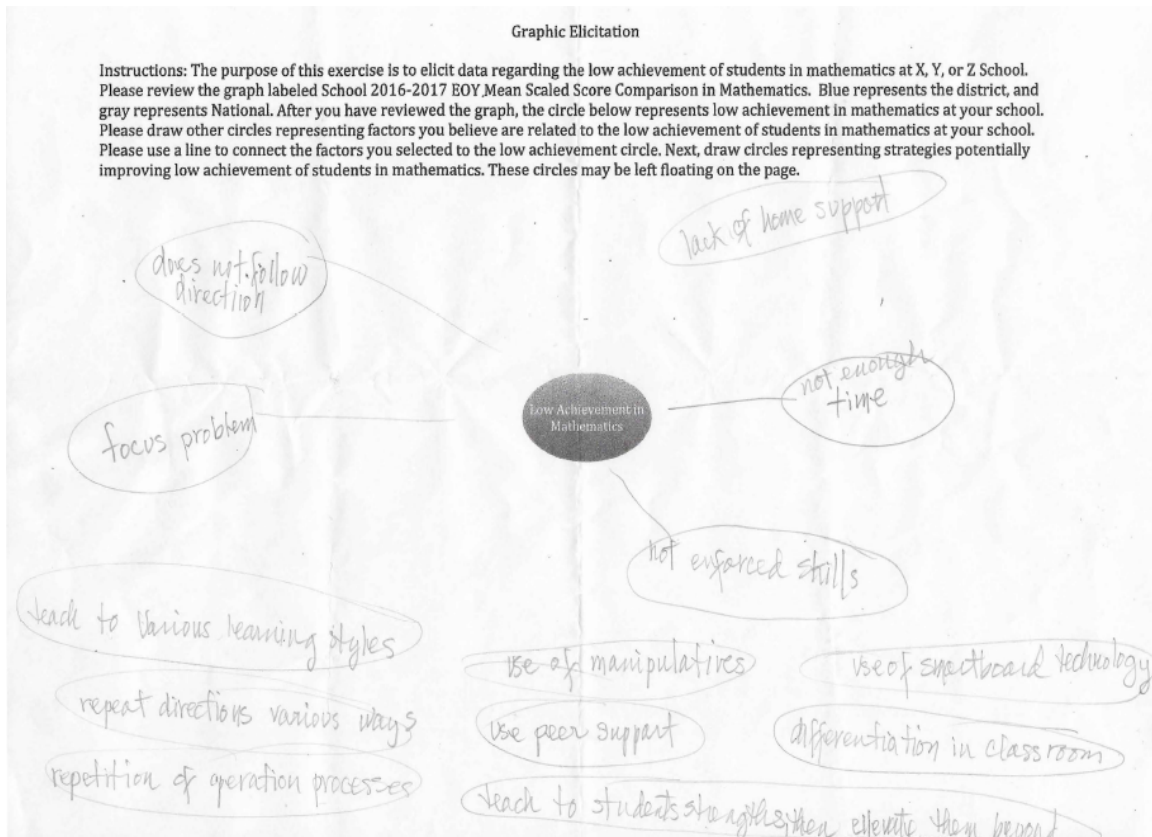 Graphic Elicitation
Instructions: The purpose of this exercise is to elicit data regarding the low achievement of students in mathematics at X, Y, or Z School.
Please review the graph labeled School 2016-2017 EOY Mean Scaled Score Comparison in Mathematics. Blue represents the district, and
gray represents National. After you have reviewed the graph, the circle below represents low achievement in mathematics at your school.
Please draw other circles representing factors you believe are related to the low achievement of students in mathematics at your school.
Please use a line to connect the factors you selected to the low achievement circle. Next, draw circles representing strategies potentially
improving low achievement of students in mathematics. These circles may be left floating on the page.
lack of home support
does not follow
direction
not enough
time
Low Achievement in
Mathematics
focus problem
not enforced skills
teach to various learning styles
use of manipulatives
use of smartboard technology
repeat directions various ways
use peer support
differentiation in classroom
repetition of operation processes
teach to students strengths, then ellevate them beyond